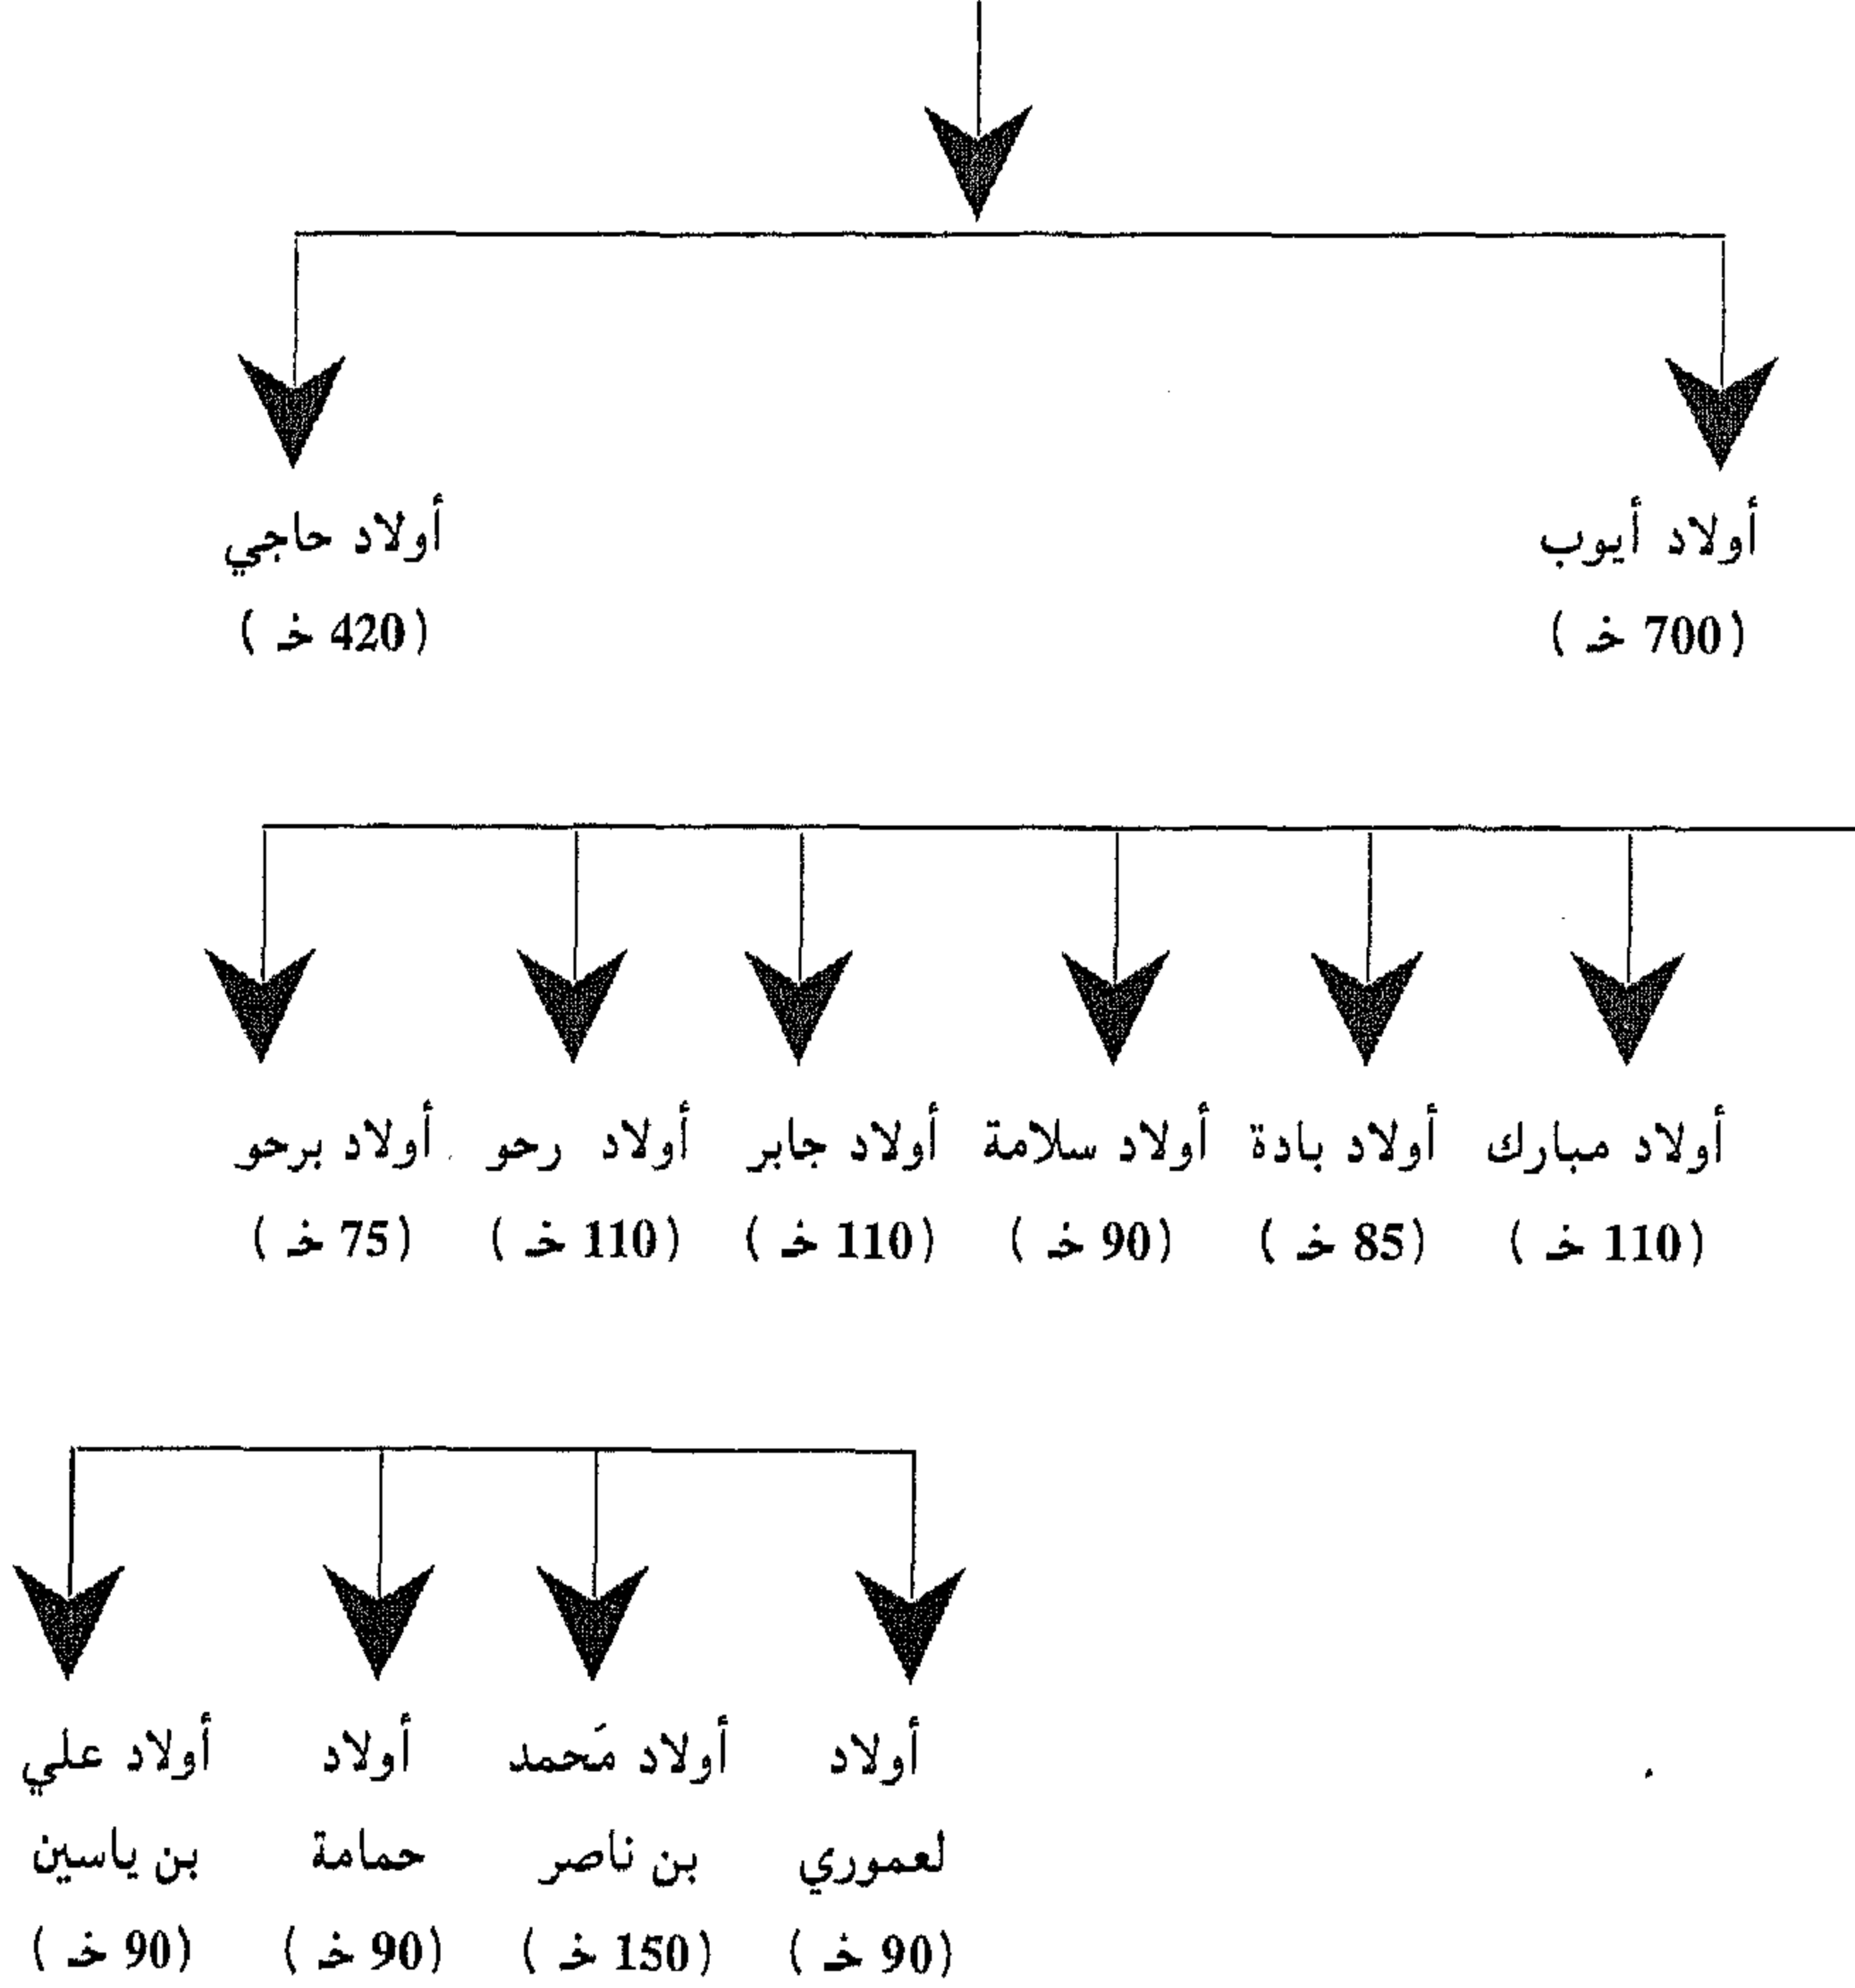 أولاد أيوب
(700 خـ )
أولاد حاجي
(420 خـ )
أولاد مبارك
(110 خـ )
أولاد بادة
(85 خـ )
أولاد سلامة
(90 خـ )
أولاد جابر
(110 خـ )
أولاد رحو
(110 خـ )
أولاد برحو
(75 خـ )
أولاد
لعموري
(90 خـ )
أولاد مَحمد
بن ناصر
(150 خـ )
أولاد
حمامة
(90 خـ )
أولاد علي
بن ياسين
(90 خـ )